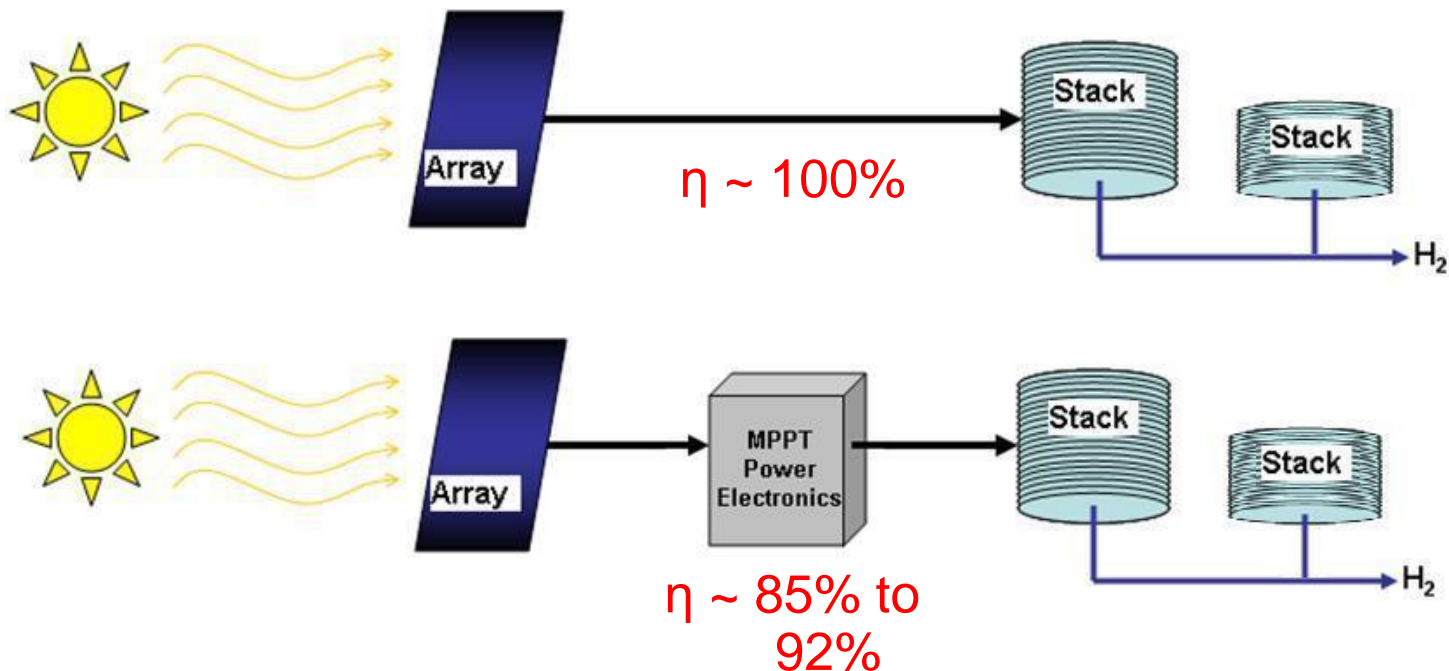 Stack
Stack
Array
η ~ 100%
H₂
Stack
MPPT
Power
Electronics
Stack
Array
H₂
η ~ 85% to
92%